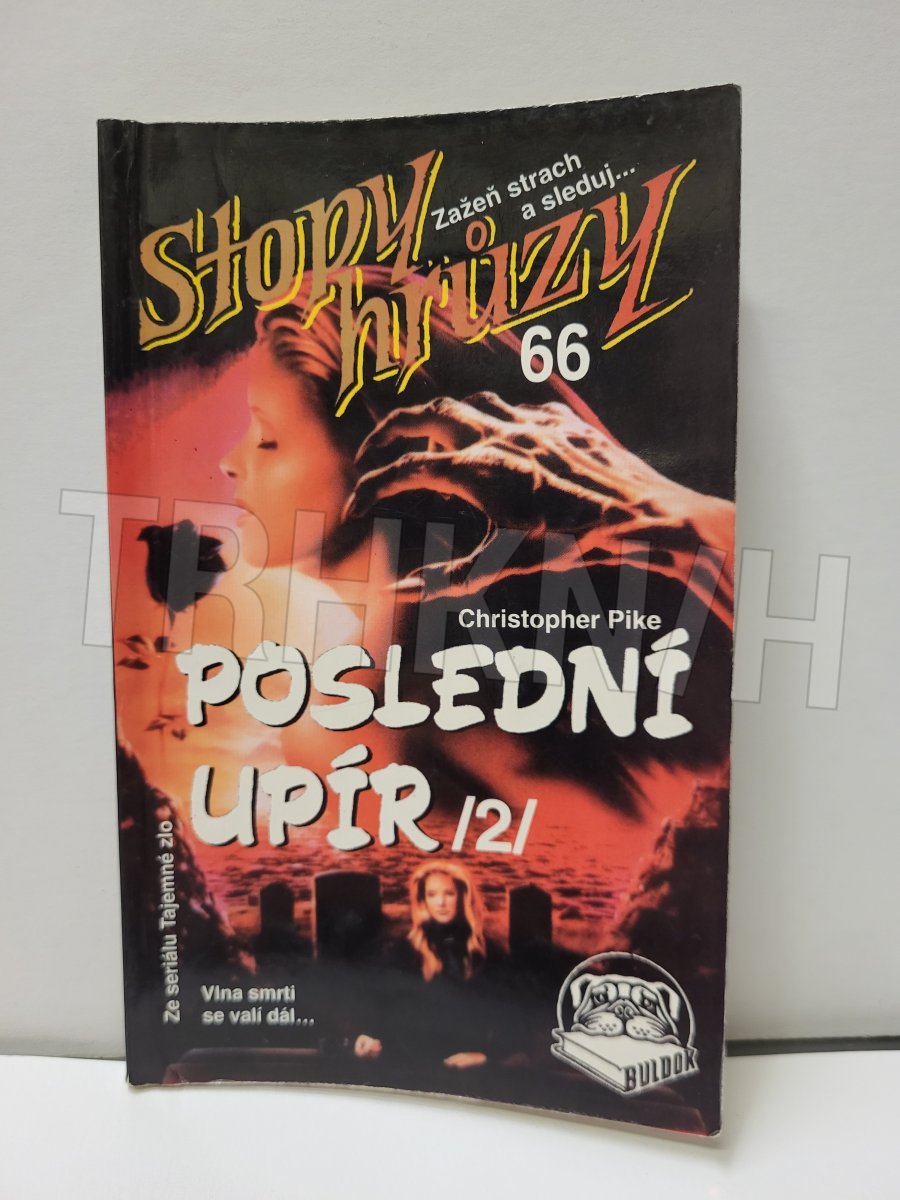 Stopy
Zažeň strach
a sleduj...
hrůzy
66
Christopher Pike
POSLEDNÍ
UPÍR /2/
Ze seriálu Tajemné zlo
Vlna smrti
se valí dál...
BULDOK
TRHKNIH